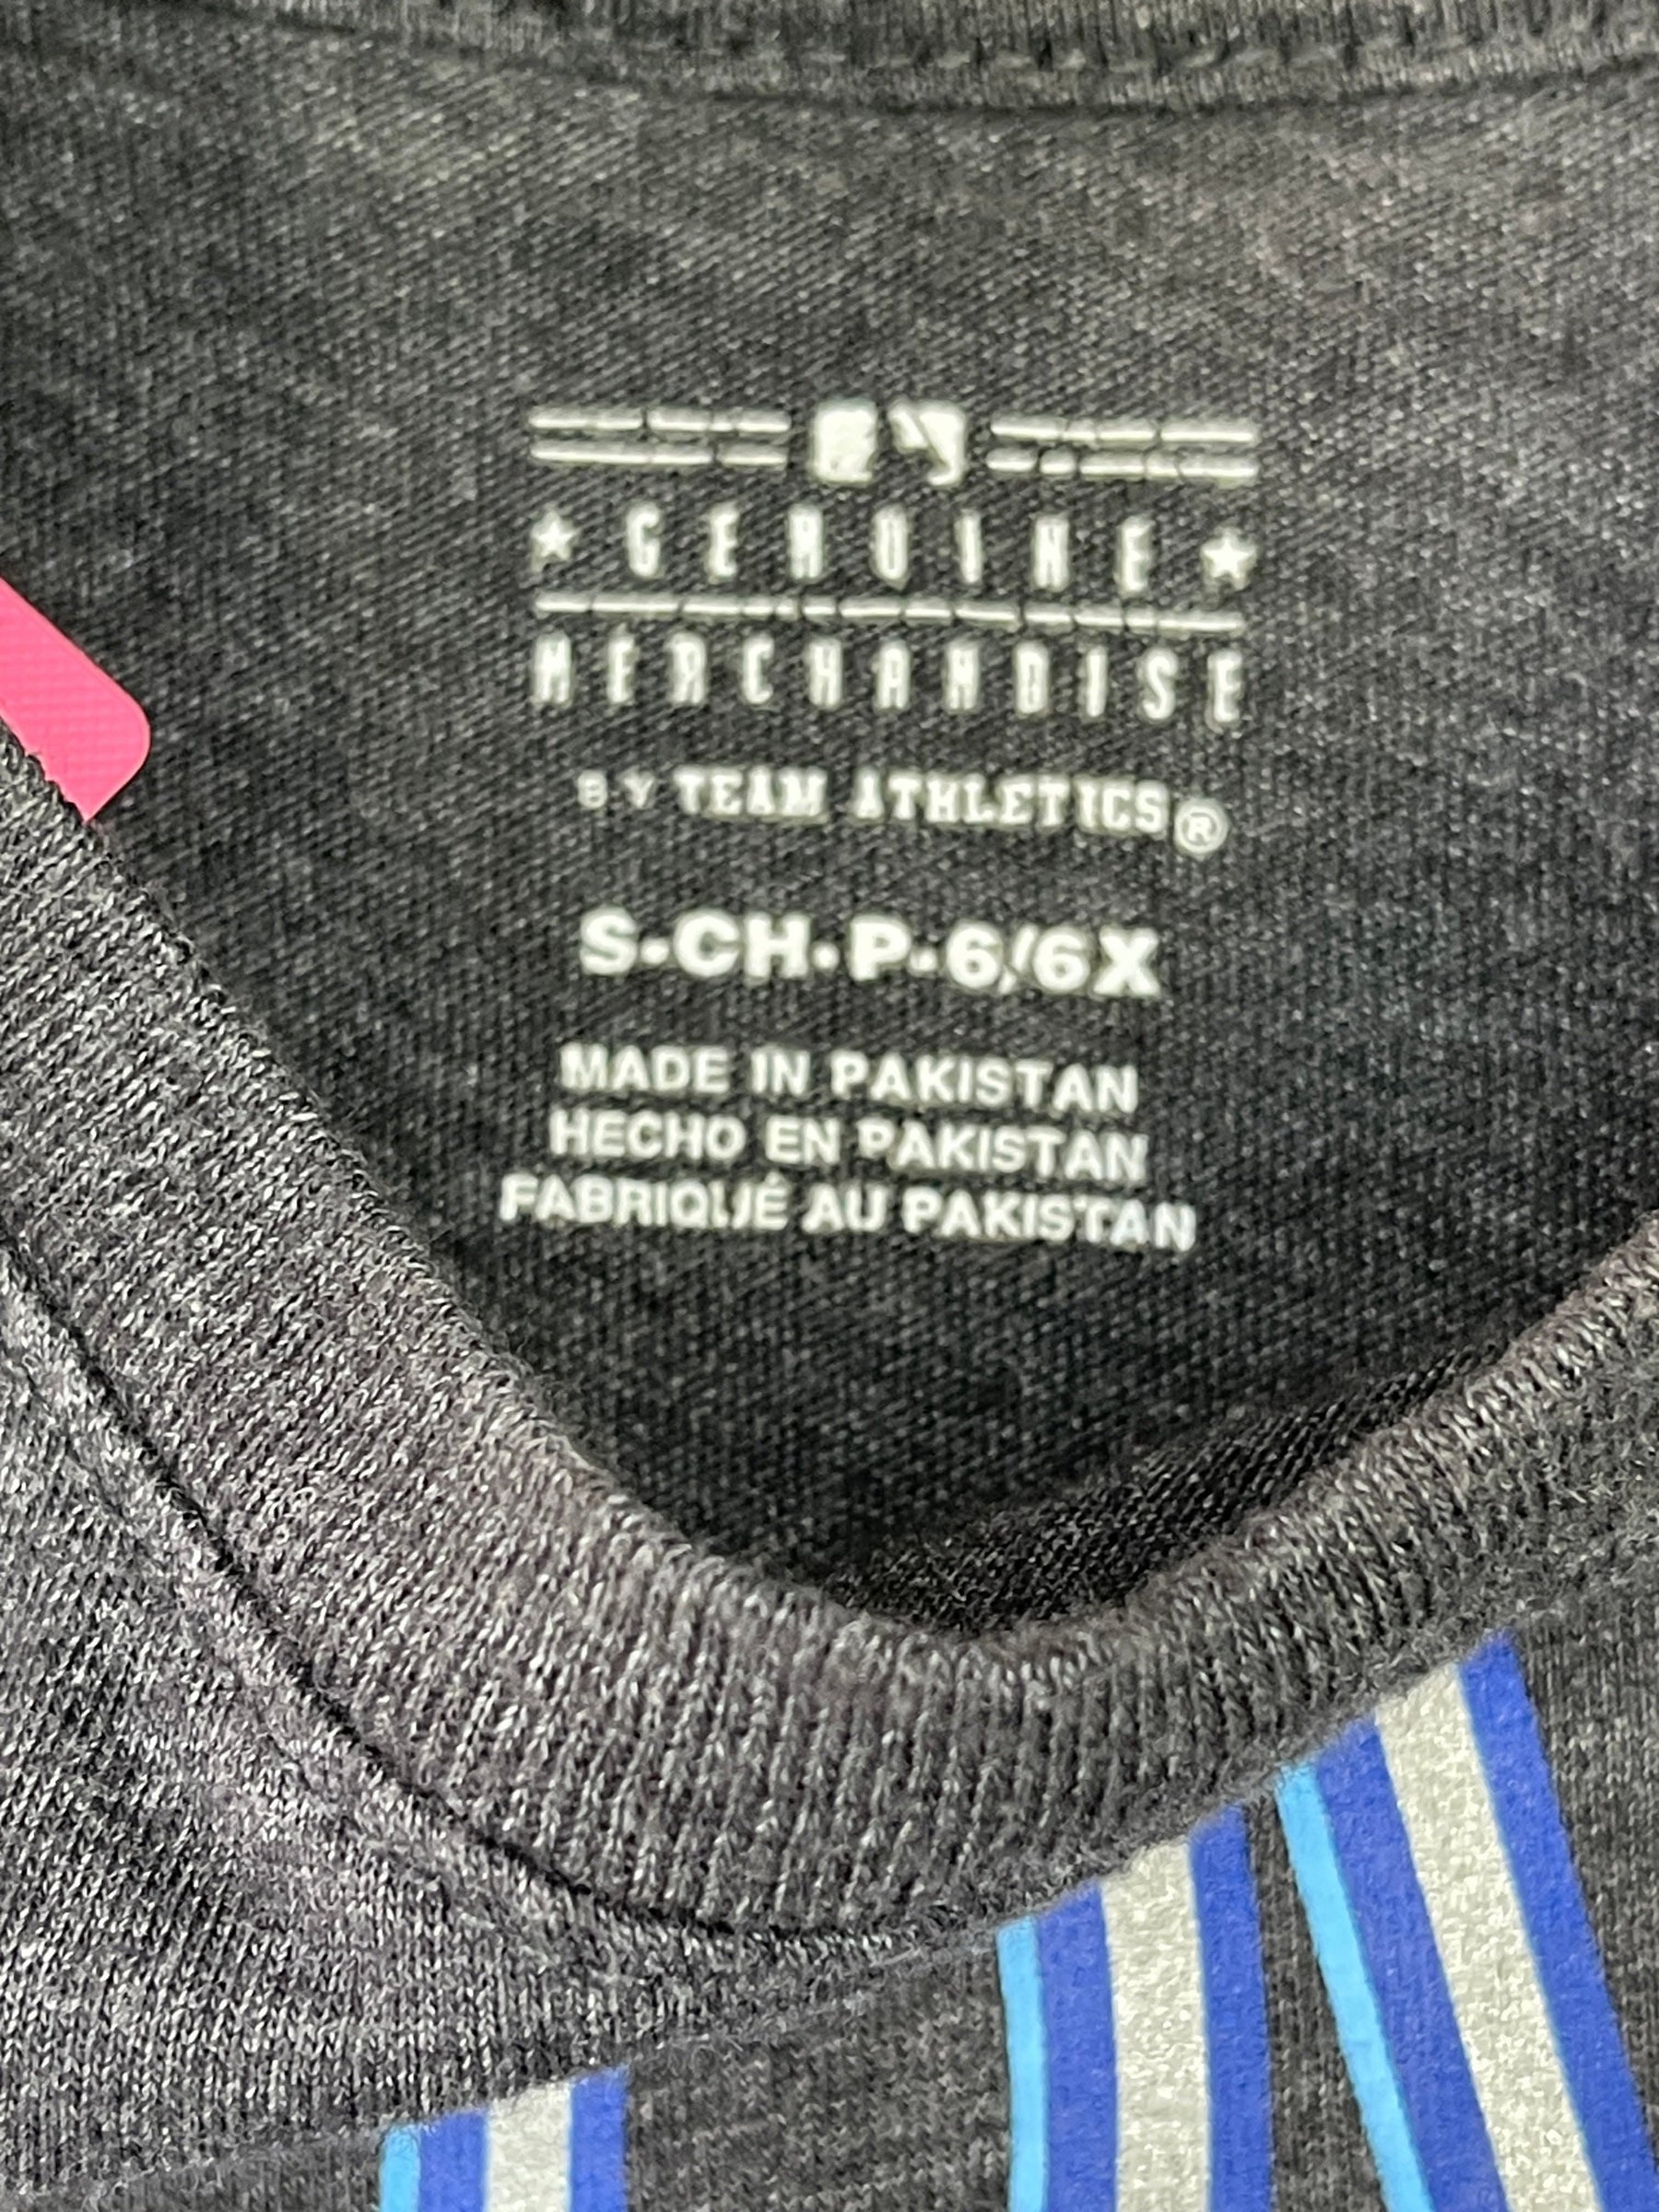 GENUINE
MERCHANDISE
BY TEAM ATHLETICS®
S-CH-P-6/6X
MADE IN PAKISTAN
HECHO EN PAKISTAN
FABRIQUÉ AU PAKISTAN